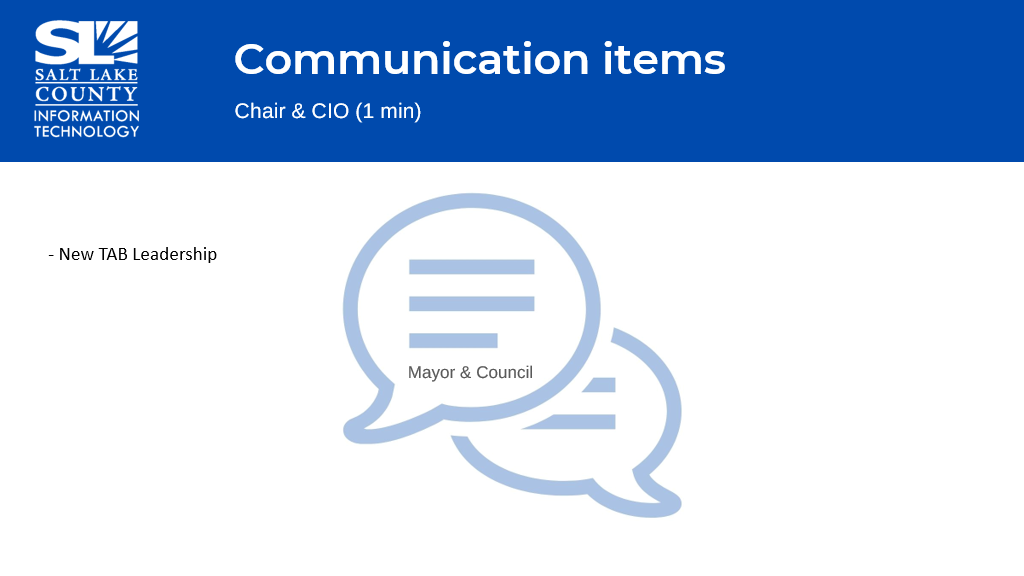 SL
SALT LAKE
COUNTY
INFORMATION
TECHNOLOGY
Communication items
Chair & CIO (1 min)
- New TAB Leadership
Mayor & Council